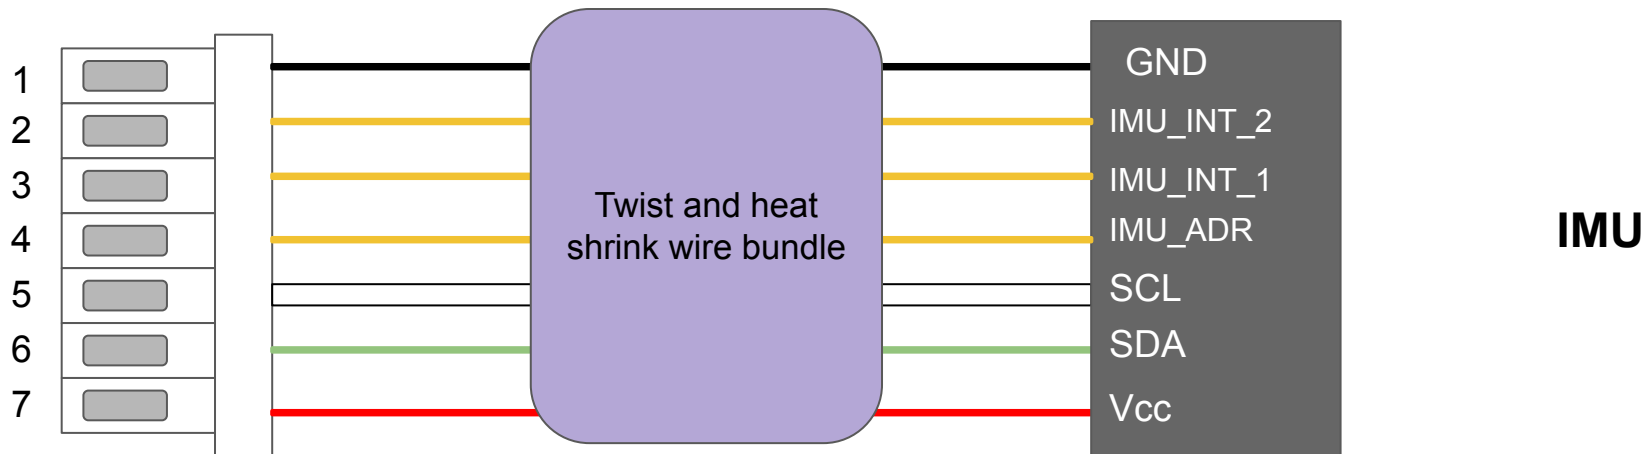 1
2
3
4
5
6
7
Twist and heat
shrink wire bundle
GND
IMU_INT_2
IMU_INT_1
IMU_ADR
SCL
SDA
Vcc
IMU